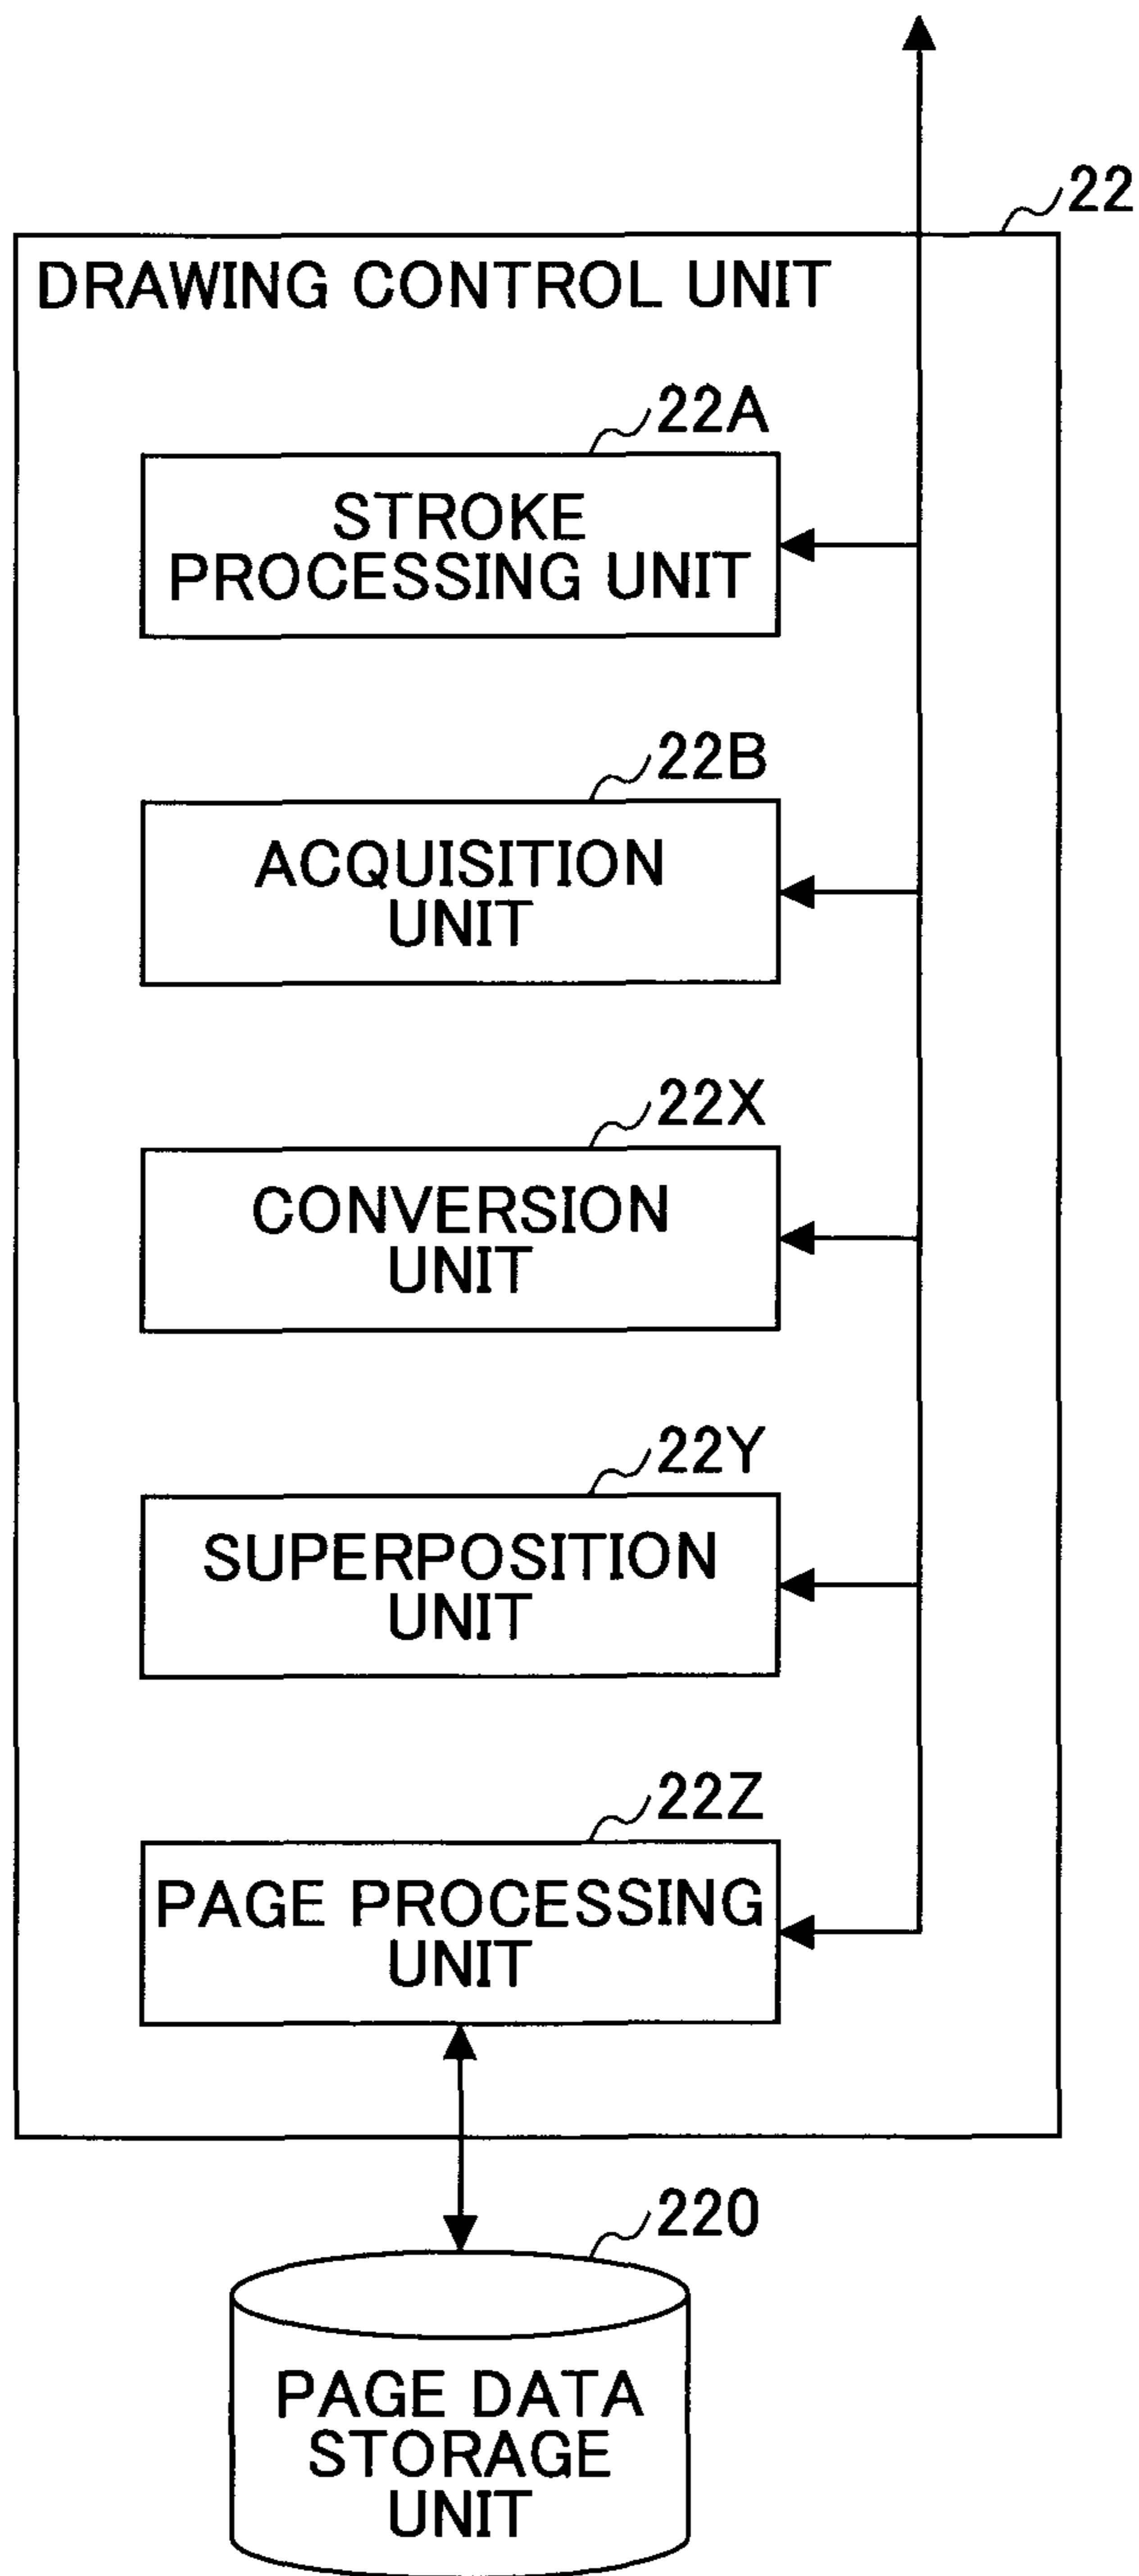 22
DRAWING CONTROL UNIT
22A
STROKE
PROCESSING UNIT
22B
ACQUISITION
UNIT
22X
CONVERSION
UNIT
22Y
SUPERPOSITION
UNIT
22Z
PAGE PROCESSING
UNIT
220
PAGE DATA
STORAGE
UNIT